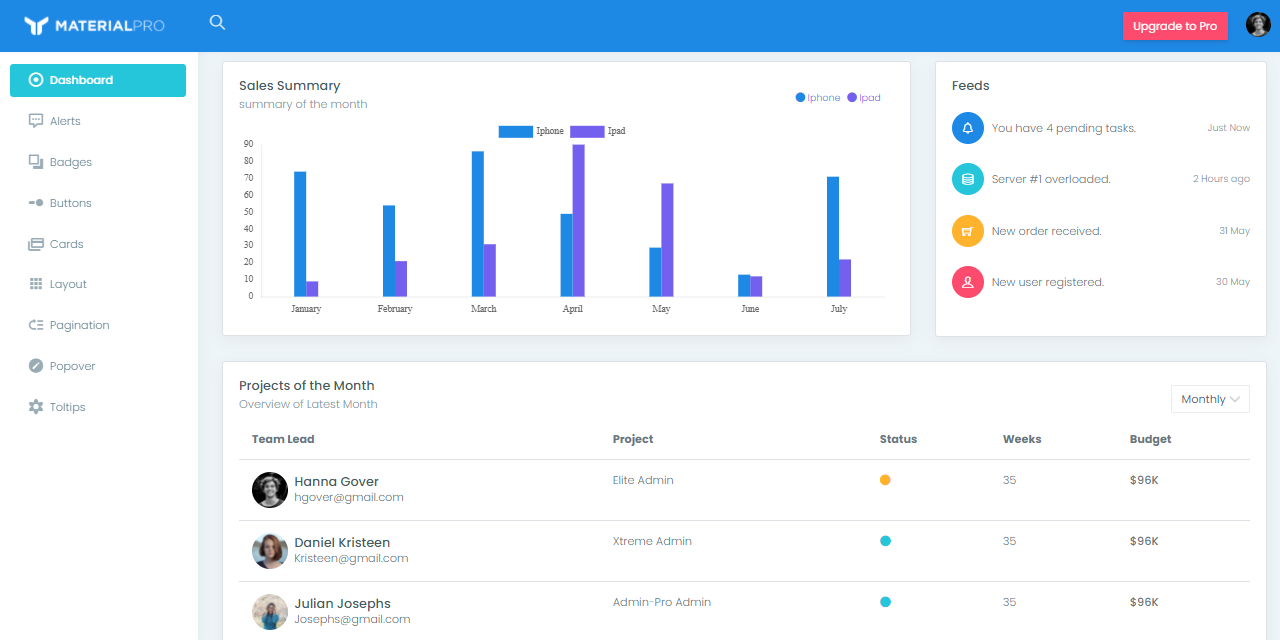 MATERIALPRO
Upgrade to Pro
Dashboard
Alerts
Badges
Buttons
Cards
Layout
Pagination
Popover
Toltips
Sales Summary
summary of the month
Iphone Ipad
Iphone Ipad
90
80
70
60
50
40
30
20
10
0
January February March April May June July
Feeds
You have 4 pending tasks. Just Now
Server #1 overloaded. 2 Hours ago
New order received. 31 May
New user registered. 30 May
Projects of the Month
Overview of Latest Month
Monthly
Team Lead Project Status Weeks Budget
Hanna Gover
hgover@gmail.com
Elite Admin 35 $96K
Daniel Kristeen
Kristeen@gmail.com
Xtreme Admin 35 $96K
Julian Josephs
Josephs@gmail.com
Admin-Pro Admin 35 $96K